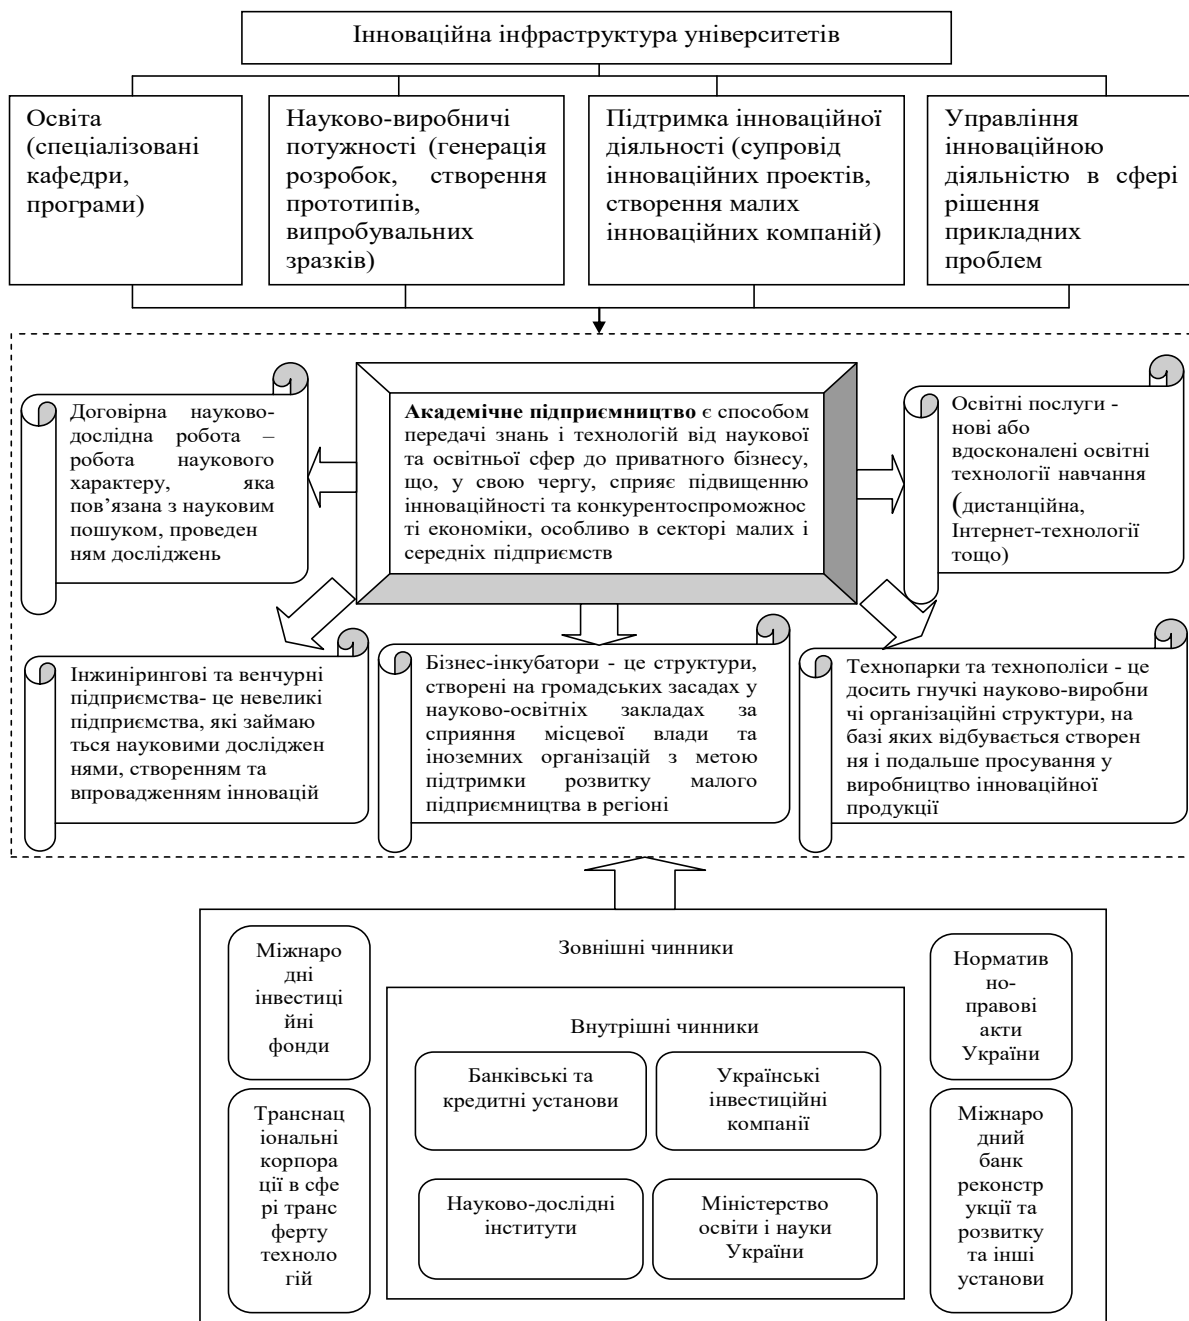 Інноваційна інфраструктура університетів
Освіта
(спеціалізовані
кафедри,
програми)
Науково-виробничі
потужності (генерація
розробок, створення
прототипів,
випробувальних
зразків)
Підтримка інноваційної
діяльності (супровід
інноваційних проектів,
створення малих
інноваційних компаній)
Управління
інноваційною
діяльністю в сфері
рішення
прикладних
проблем
Договірна науково-
дослідна робота –
робота наукового
характеру, яка
пов’язана з науковим
пошуком, проведен
ням досліджень
Академічне підприємництво є способом
передачі знань і технологій від наукової
та освітньої сфер до приватного бізнесу,
що, у свою чергу, сприяє підвищенню
інноваційності та конкурентоспроможнос
ті економіки, особливо в секторі малих і
середніх підприємств
Освітні послуги -
нові або
вдосконалені освітні
технології навчання
(дистанційна,
Інтернет-технології
тощо)
Інжинірингові та венчурні
підприємства- це невеликі
підприємства, які займаю
ться науковими дослідженн
нями, створенням та
впровадженням інновацій
Бізнес-інкубатори - це структури,
створені на громадських засадах у
науково-освітніх закладах за
сприяння місцевої влади та
іноземних організацій з метою
підтримки розвитку малого
підприємництва в регіоні
Технопарки та технополіси - це
досить гнучкі науково-виробни
чі організаційні структури, на
базі яких відбувається створен
ня і подальше просування у
виробництво інноваційної
продукції
Зовнішні чинники
Міжнаро
дні
інвестиці
йні
фонди
Норматив
но-
правові
акти
України
Внутрішні чинники
Банківські та
кредитні установи
Українські
інвестиційні
компанії
Транснац
іональні
корпора
ції в сфе
рі транс
ферту
техноло
гій
Науково-дослідні
інститути
Міністерство
освіти і науки
України
Міжнаро
дний
банк
реконстр
укції та
розвитку
та інші
установи